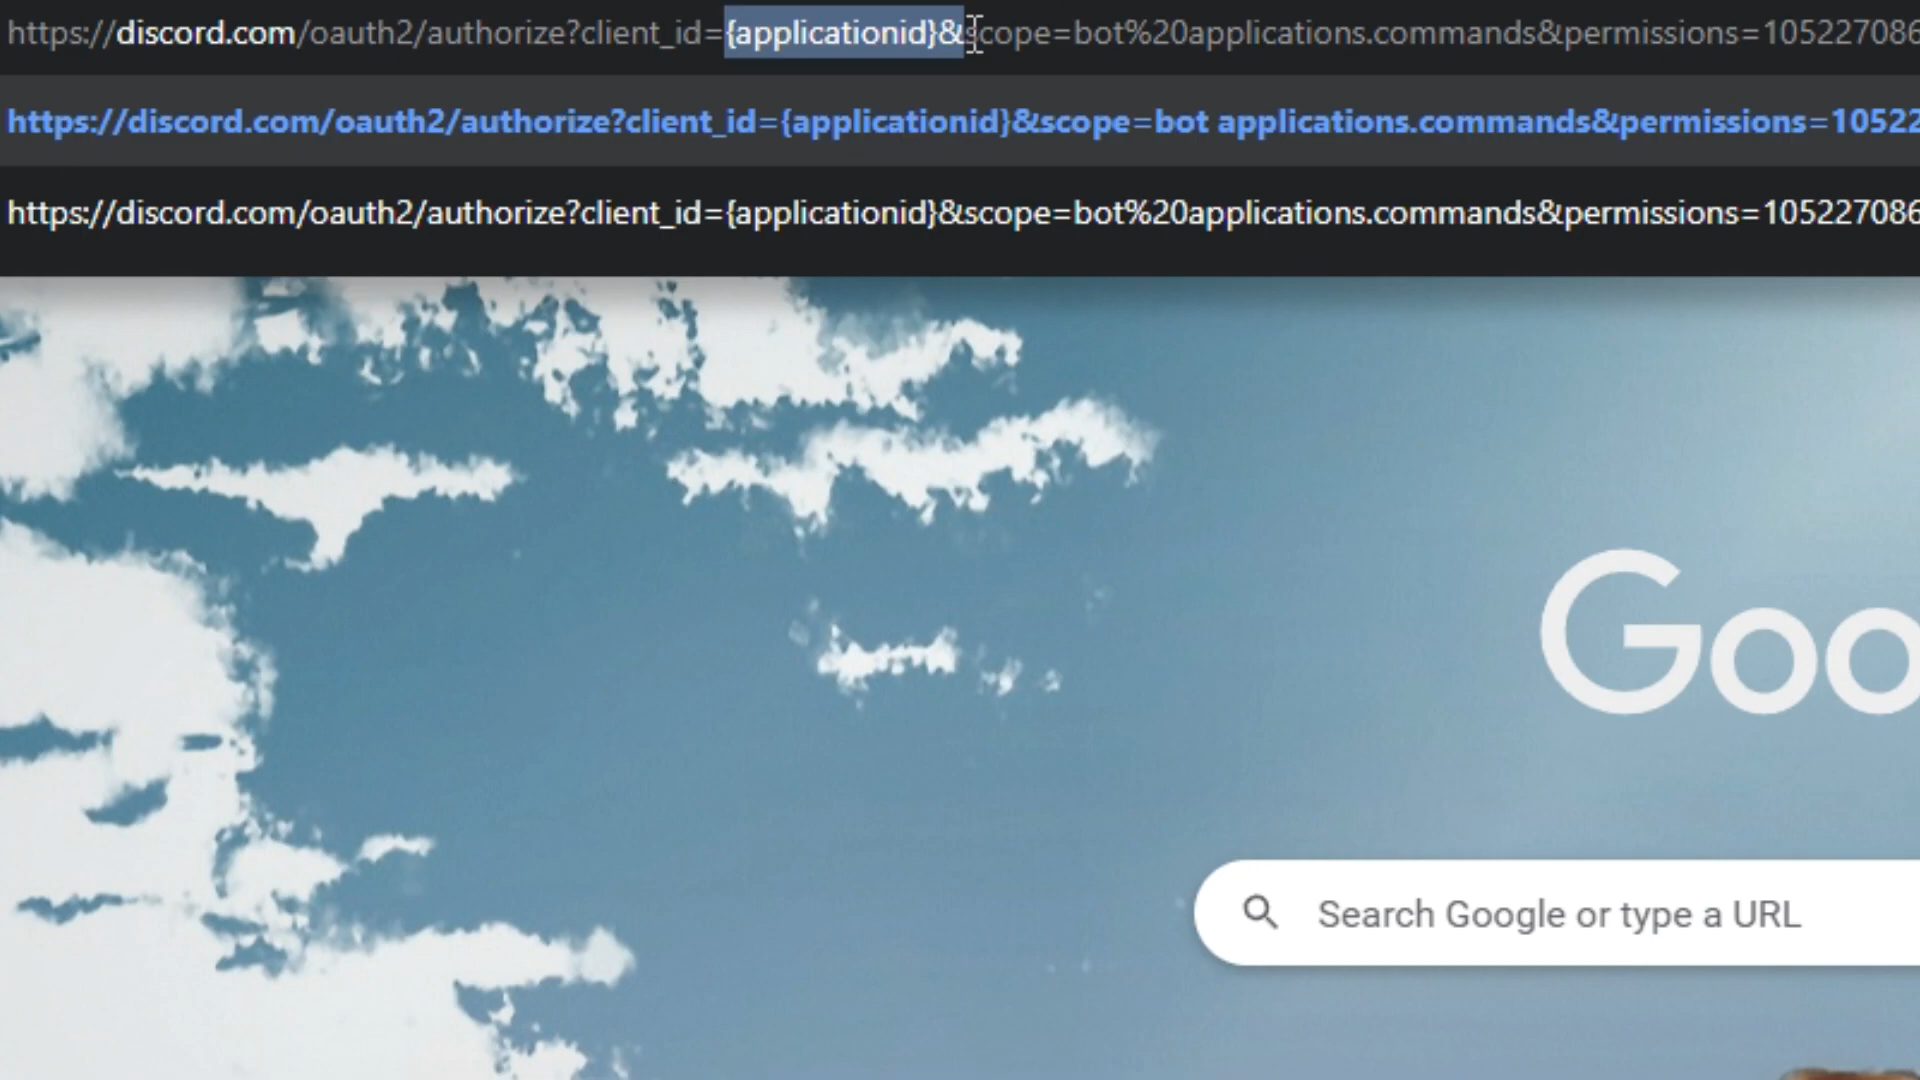 https://discord.com/oauth2/authorize?client_id={applicationid}&scope=bot%20applications.commands&permissions=105227086
https://discord.com/oauth2/authorize?client_id={applicationid}&scope=bot applications.commands&permissions=10522
https://discord.com/oauth2/authorize?client_id={applicationid}&scope=bot%20applications.commands&permissions=105227086
Goo
Search Google or type a URL